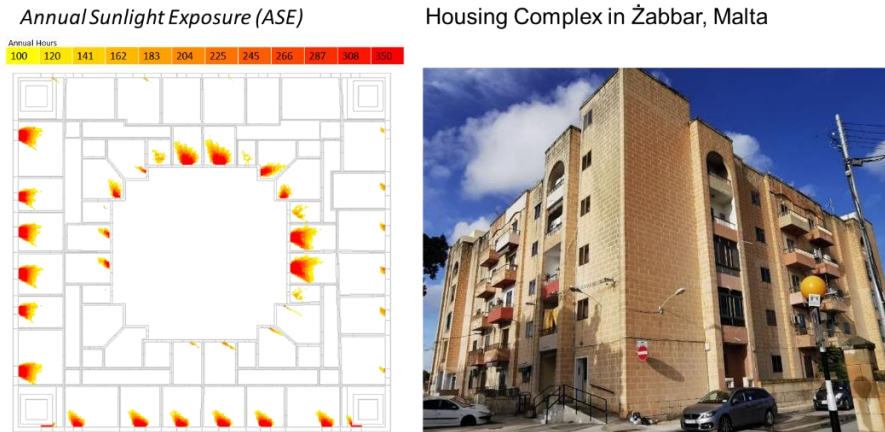 Annual Sunlight Exposure (ASE)
Housing Complex in Żabbar, Malta
Annual Hours
100 120 141 162 183 204 225 245 266 287 308 350